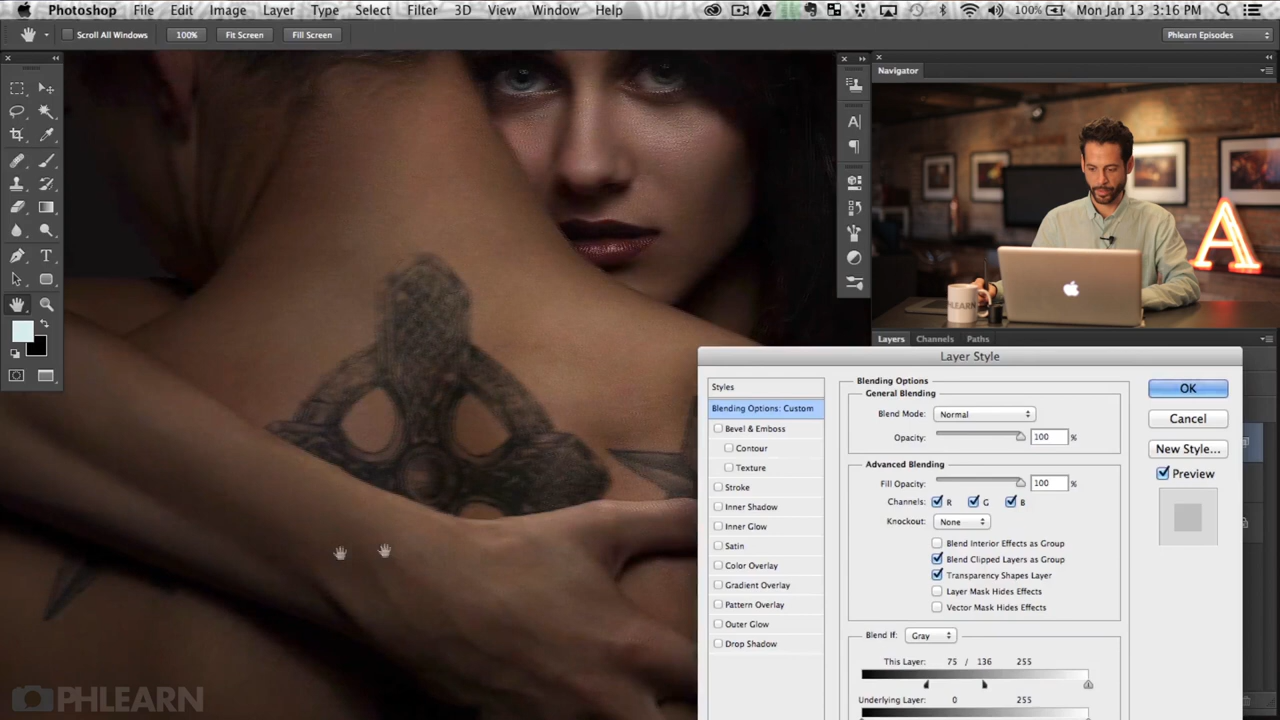 Photoshop File Edit Image Layer Type Select Filter 3D View Window Help 100% Mon Jan 13 3:16 PM
Scroll All Windows 100% Fit Screen Fill Screen Phlearn Episodes
Navigator
A
PHLEARN
Layers Channels Paths
Layer Style
Styles
Blending Options: Custom
Bevel & Emboss
Contour
Texture
Stroke
Inner Shadow
Inner Glow
Satin
Color Overlay
Gradient Overlay
Pattern Overlay
Outer Glow
Drop Shadow
Blending Options
General Blending
Blend Mode: Normal
Opacity: 100 %
Advanced Blending
Fill Opacity: 100 %
Channels: R G B
Knockout: None
Blend Interior Effects as Group
Blend Clipped Layers as Group
Transparency Shapes Layer
Layer Mask Hides Effects
Vector Mask Hides Effects
Blend If: Gray
This Layer: 75 / 136 255
Underlying Layer: 0 255
OK
Cancel
New Style...
Preview
PHLEARN